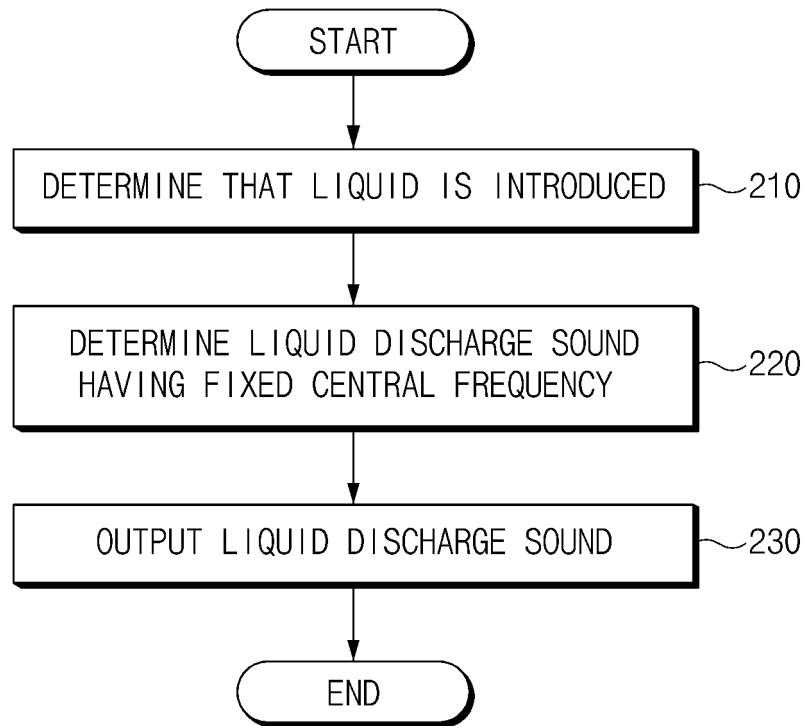 START
DETERMINE THAT LIQUID IS INTRODUCED
210
DETERMINE LIQUID DISCHARGE SOUND
HAVING FIXED CENTRAL FREQUENCY
220
OUTPUT LIQUID DISCHARGE SOUND
230
END